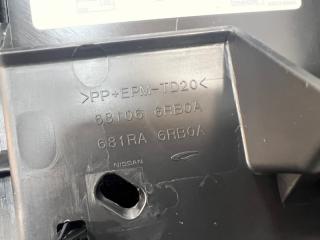 >PP+EPM-TD20<
68106 6RB0A
681RA 6RB0A
NISSAN